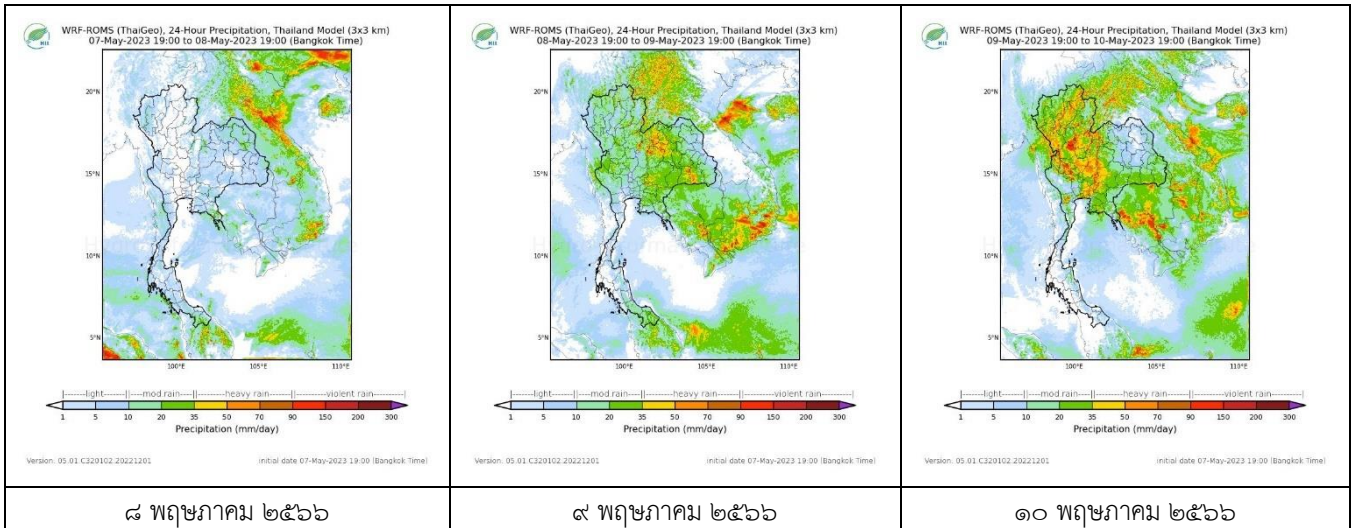 HII
WRF-ROMS (ThaiGeo), 24-Hour Precipitation, Thailand Model (3x3 km)
07-May-2023 19:00 to 08-May-2023 19:00 (Bangkok Time)
20°N
15°N
10°N
5°N
100°E 105°E 110°E
|------light------||---mod rain---||------heavy rain------||------violent rain------|
1 5 10 20 35 50 70 90 150 200 300
Precipitation (mm/day)
Version: 05.01.C320102.20221201 initial date 07-May-2023 19:00 (Bangkok Time)
๘ พฤษภาคม ๒๕๖๖
HII
WRF-ROMS (ThaiGeo), 24-Hour Precipitation, Thailand Model (3x3 km)
08-May-2023 19:00 to 09-May-2023 19:00 (Bangkok Time)
20°N
15°N
10°N
5°N
100°E 105°E 110°E
|------light------||---mod rain---||------heavy rain------||------violent rain------|
1 5 10 20 35 50 70 90 150 200 300
Precipitation (mm/day)
Version: 05.01.C320102.20221201 initial date 07-May-2023 19:00 (Bangkok Time)
๙ พฤษภาคม ๒๕๖๖
HII
WRF-ROMS (ThaiGeo), 24-Hour Precipitation, Thailand Model (3x3 km)
09-May-2023 19:00 to 10-May-2023 19:00 (Bangkok Time)
20°N
15°N
10°N
5°N
100°E 105°E 110°E
|------light------||---mod rain---||------heavy rain------||------violent rain------|
1 5 10 20 35 50 70 90 150 200 300
Precipitation (mm/day)
Version: 05.01.C320102.20221201 initial date 07-May-2023 19:00 (Bangkok Time)
๑๐ พฤษภาคม ๒๕๖๖